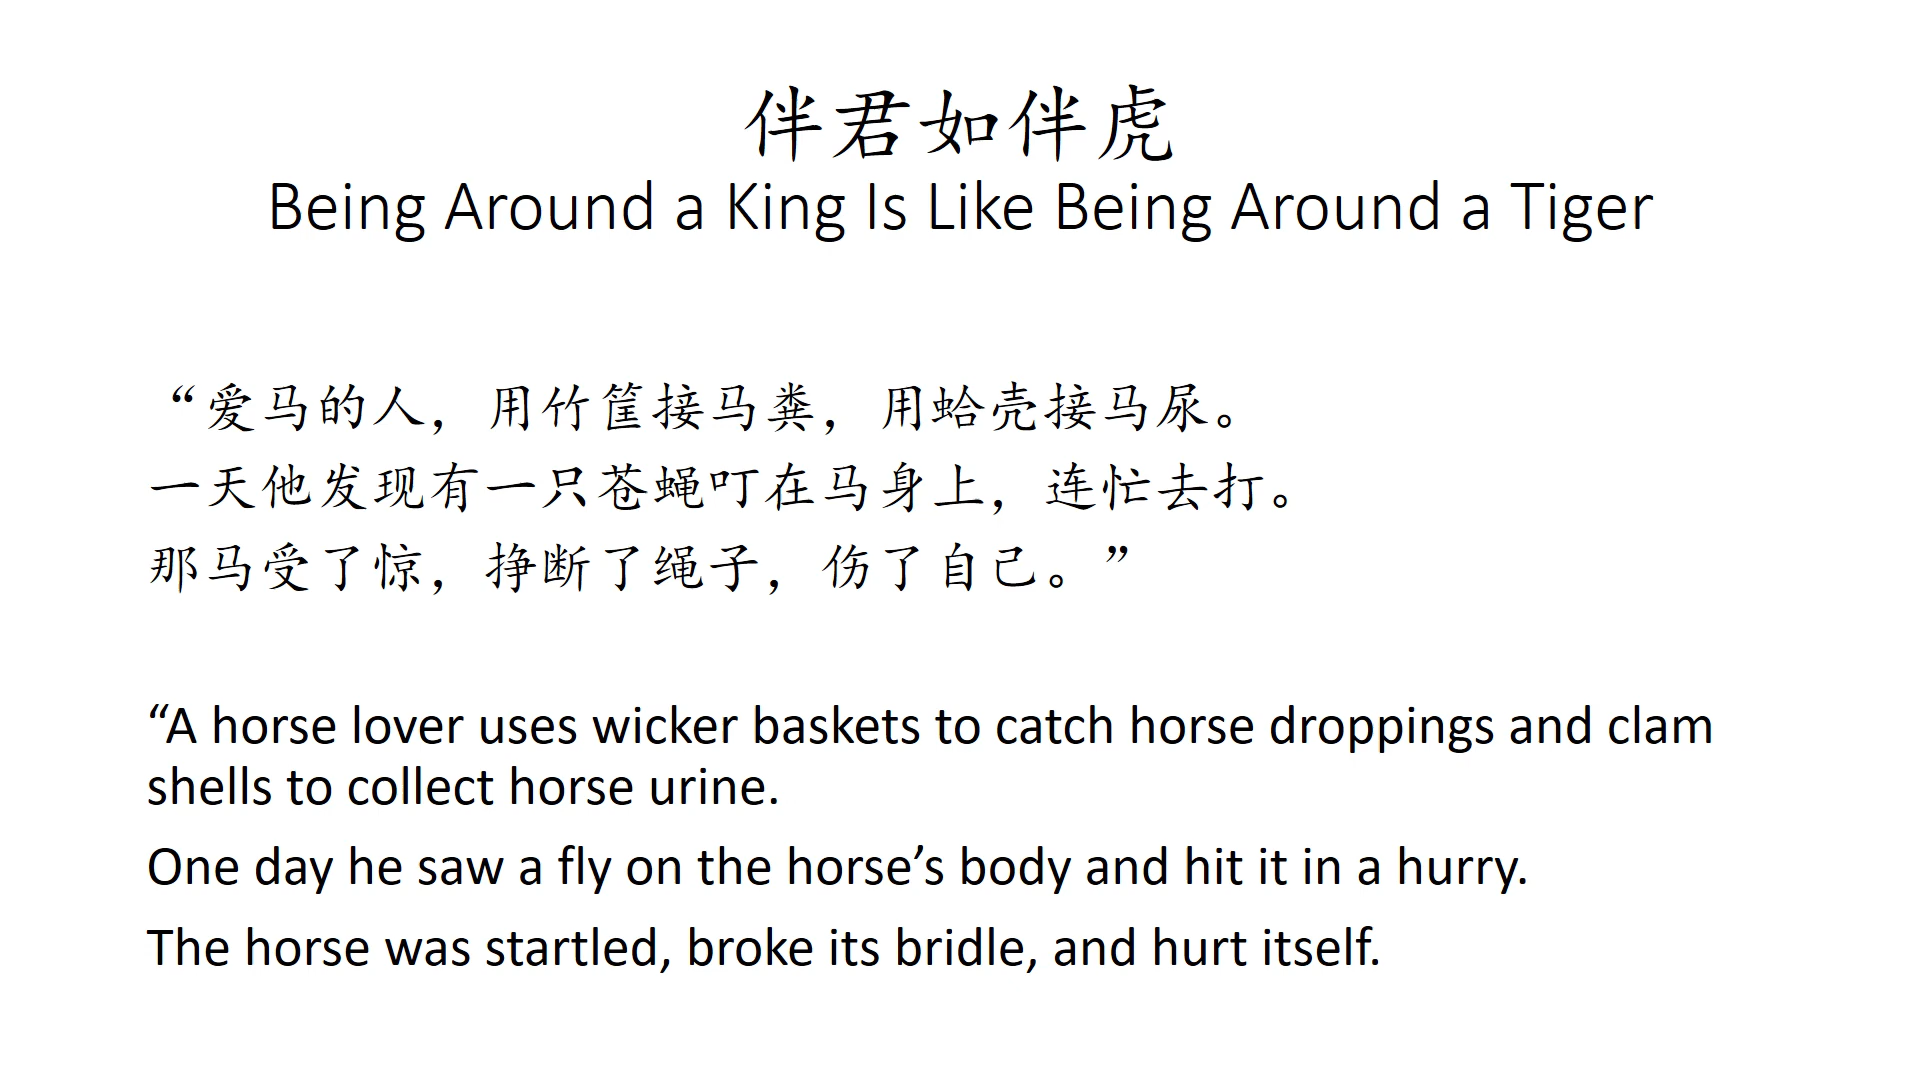 伴君如伴虎
Being Around a King Is Like Being Around a Tiger
“爱马的人，用竹筐接马粪，用蛤壳接马尿。
一天他发现有一只苍蝇叮在马身上，连忙去打。
那马受了惊，挣断了绳子，伤了自己。”
“A horse lover uses wicker baskets to catch horse droppings and clam
shells to collect horse urine.
One day he saw a fly on the horse’s body and hit it in a hurry.
The horse was startled, broke its bridle, and hurt itself.